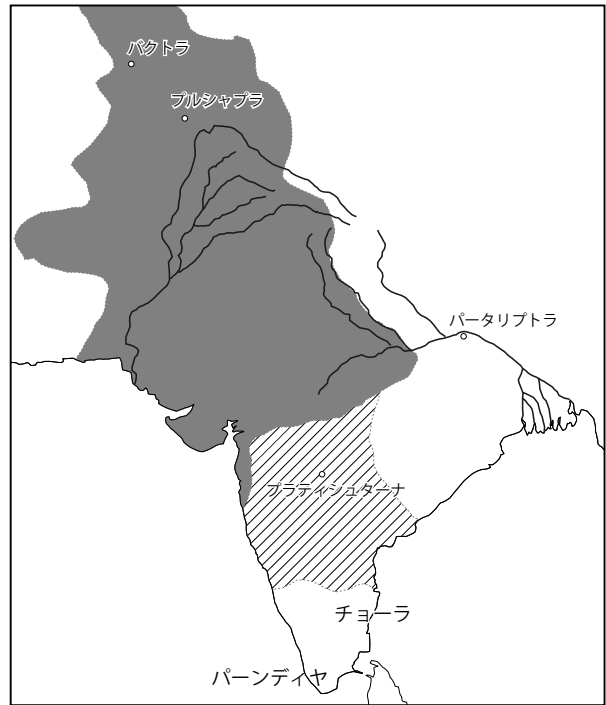 バクトラ
プルシャプラ
パータリプトラ
プラティシュターナ
チョーラ
パーンディヤ